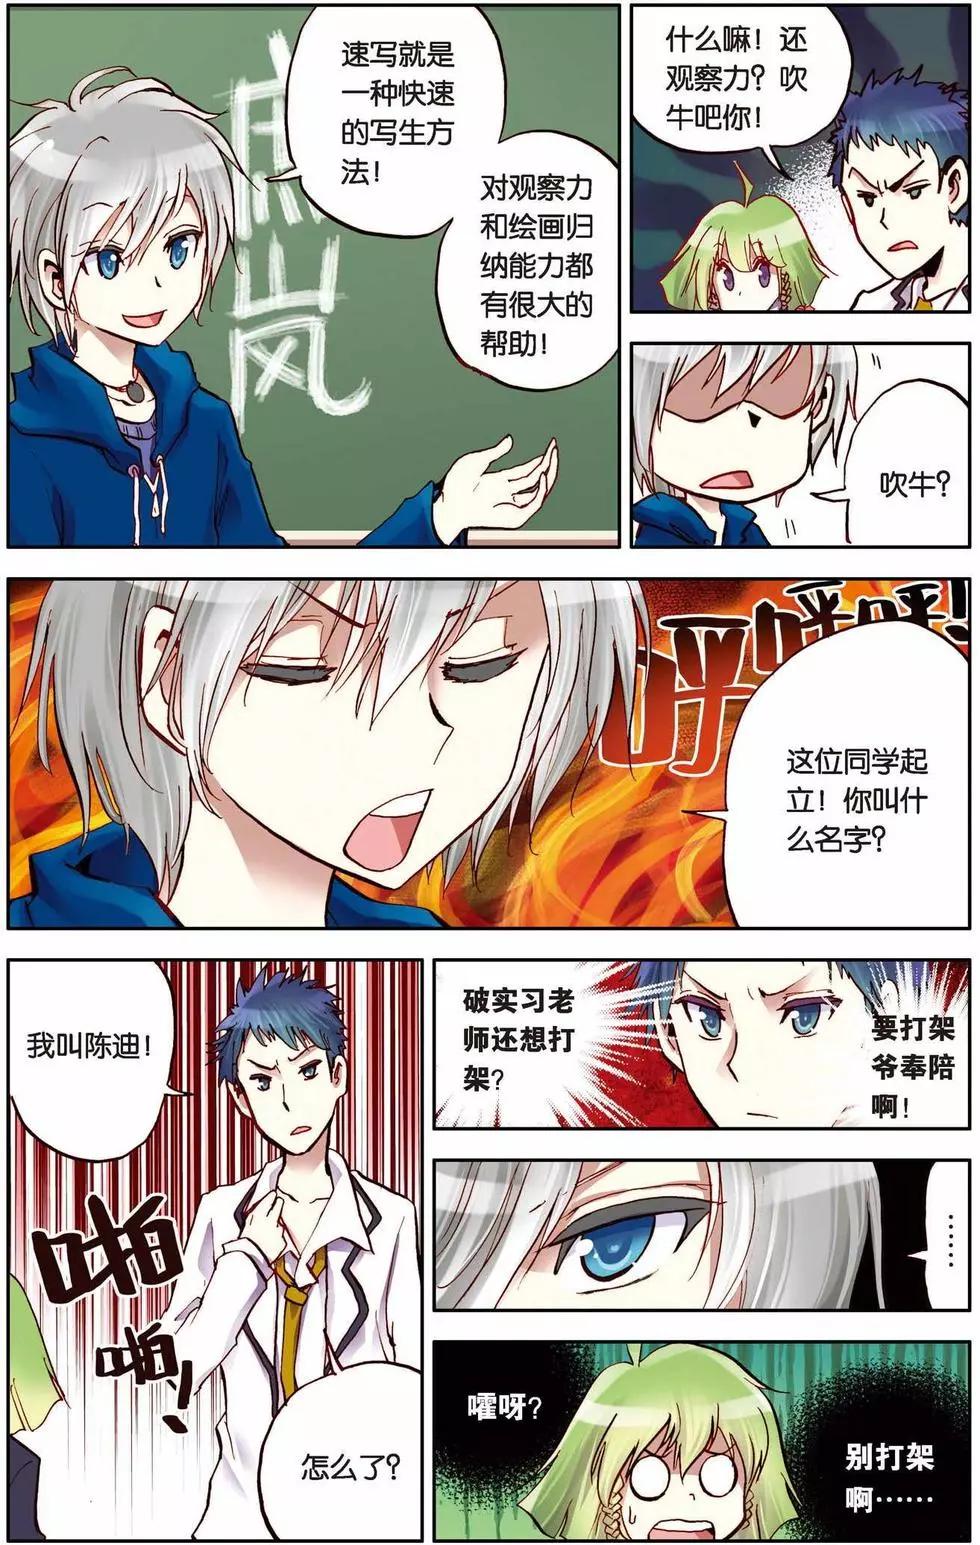 速写就是
一种快速
的写生方
法！
对观察力
和绘画归
纳能力都
有很大的
帮助！
岚
什么嘛！还
观察力？吹
牛吧你！
吹牛？
呼呼呼！
这位同学起
立！你叫什
么名字？
我叫陈迪！
啪
啪！
怎么了？
破实习老
师还想打
架？
要打架
爷奉陪
啊！
……
嚯呀？
别打架
啊……